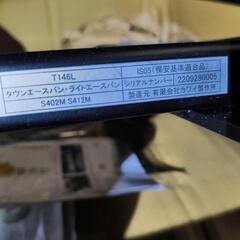 T146L
ISO5(保安基準適合品)
タウンエースバン・ライトエースバン
シリアルナンバー 2209290005
S402M.S412M
製造元 有限会社カワイ製作所